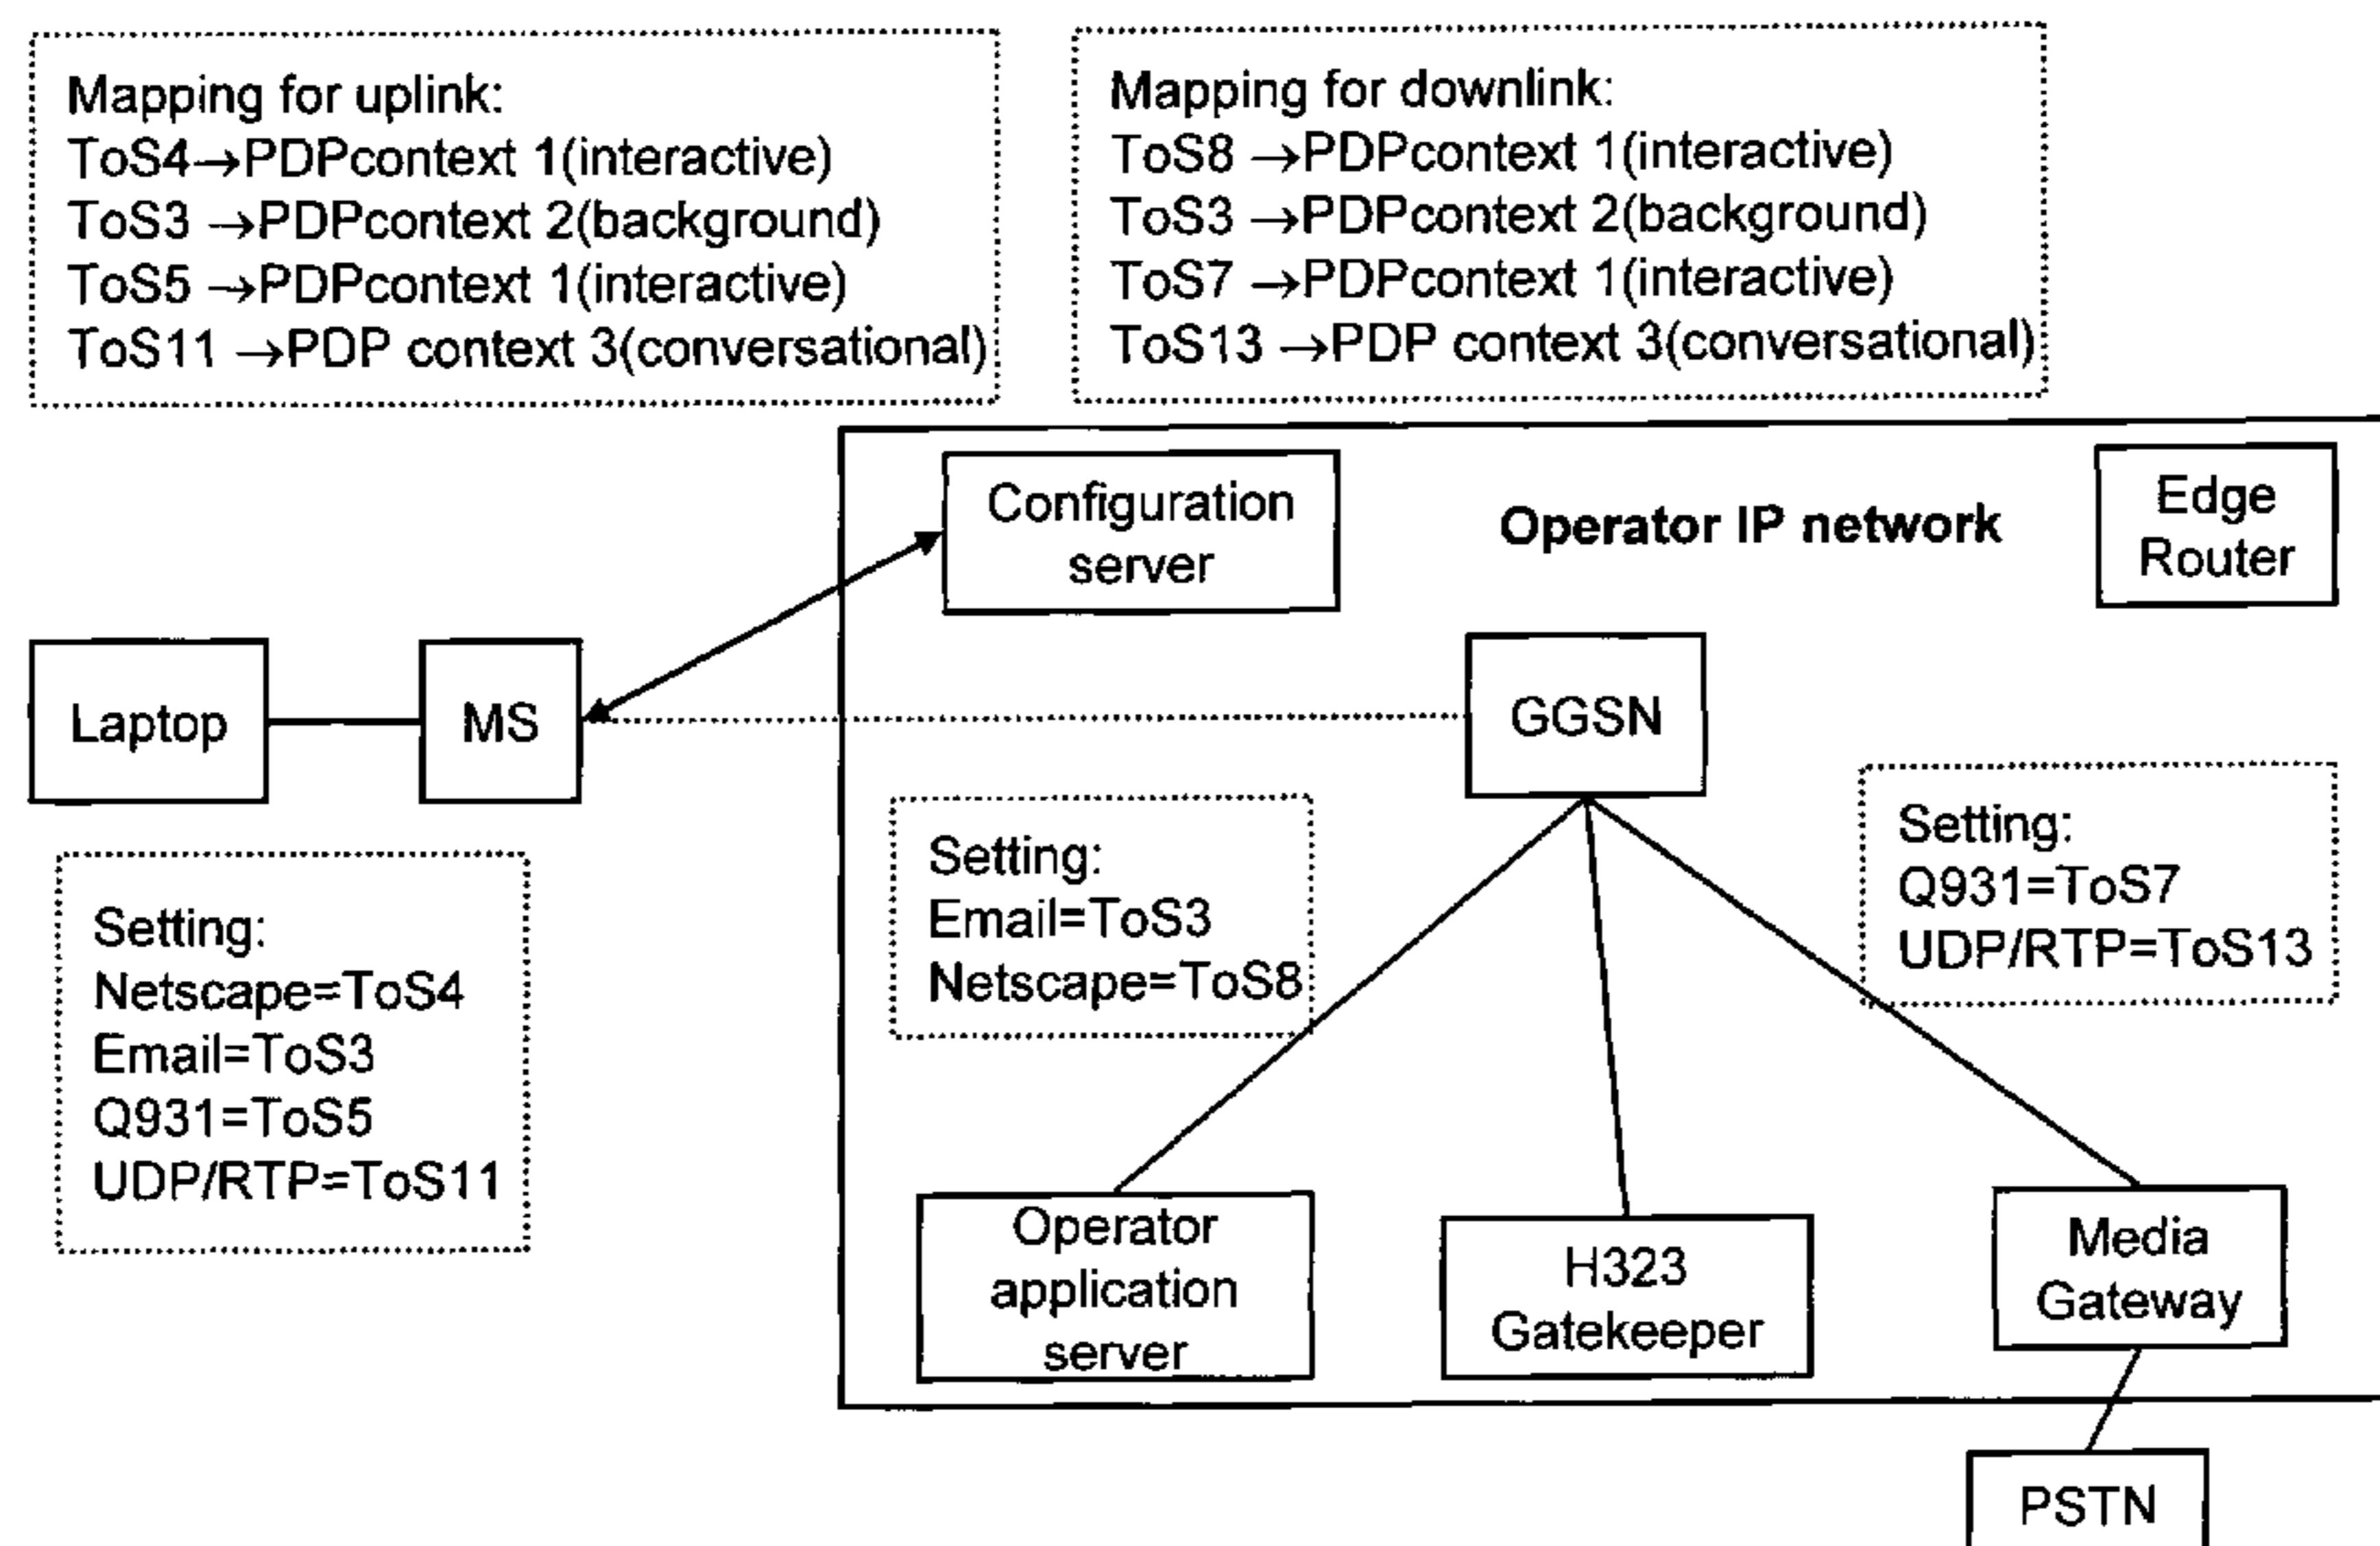 Mapping for uplink:
ToS4→PDPcontext 1(interactive)
ToS3 →PDPcontext 2(background)
ToS5 →PDPcontext 1(interactive)
ToS11 →PDP context 3(conversational)
Mapping for downlink:
ToS8 →PDPcontext 1(interactive)
ToS3 →PDPcontext 2(background)
ToS7 →PDPcontext 1(interactive)
ToS13 →PDP context 3(conversational)
Configuration
server
Operator IP network
Edge
Router
Laptop
MS
GGSN
Setting:
Netscape=ToS4
Email=ToS3
Q931=ToS5
UDP/RTP=ToS11
Setting:
Email=ToS3
Netscape=ToS8
Setting:
Q931=ToS7
UDP/RTP=ToS13
Operator
application
server
H323
Gatekeeper
Media
Gateway
PSTN